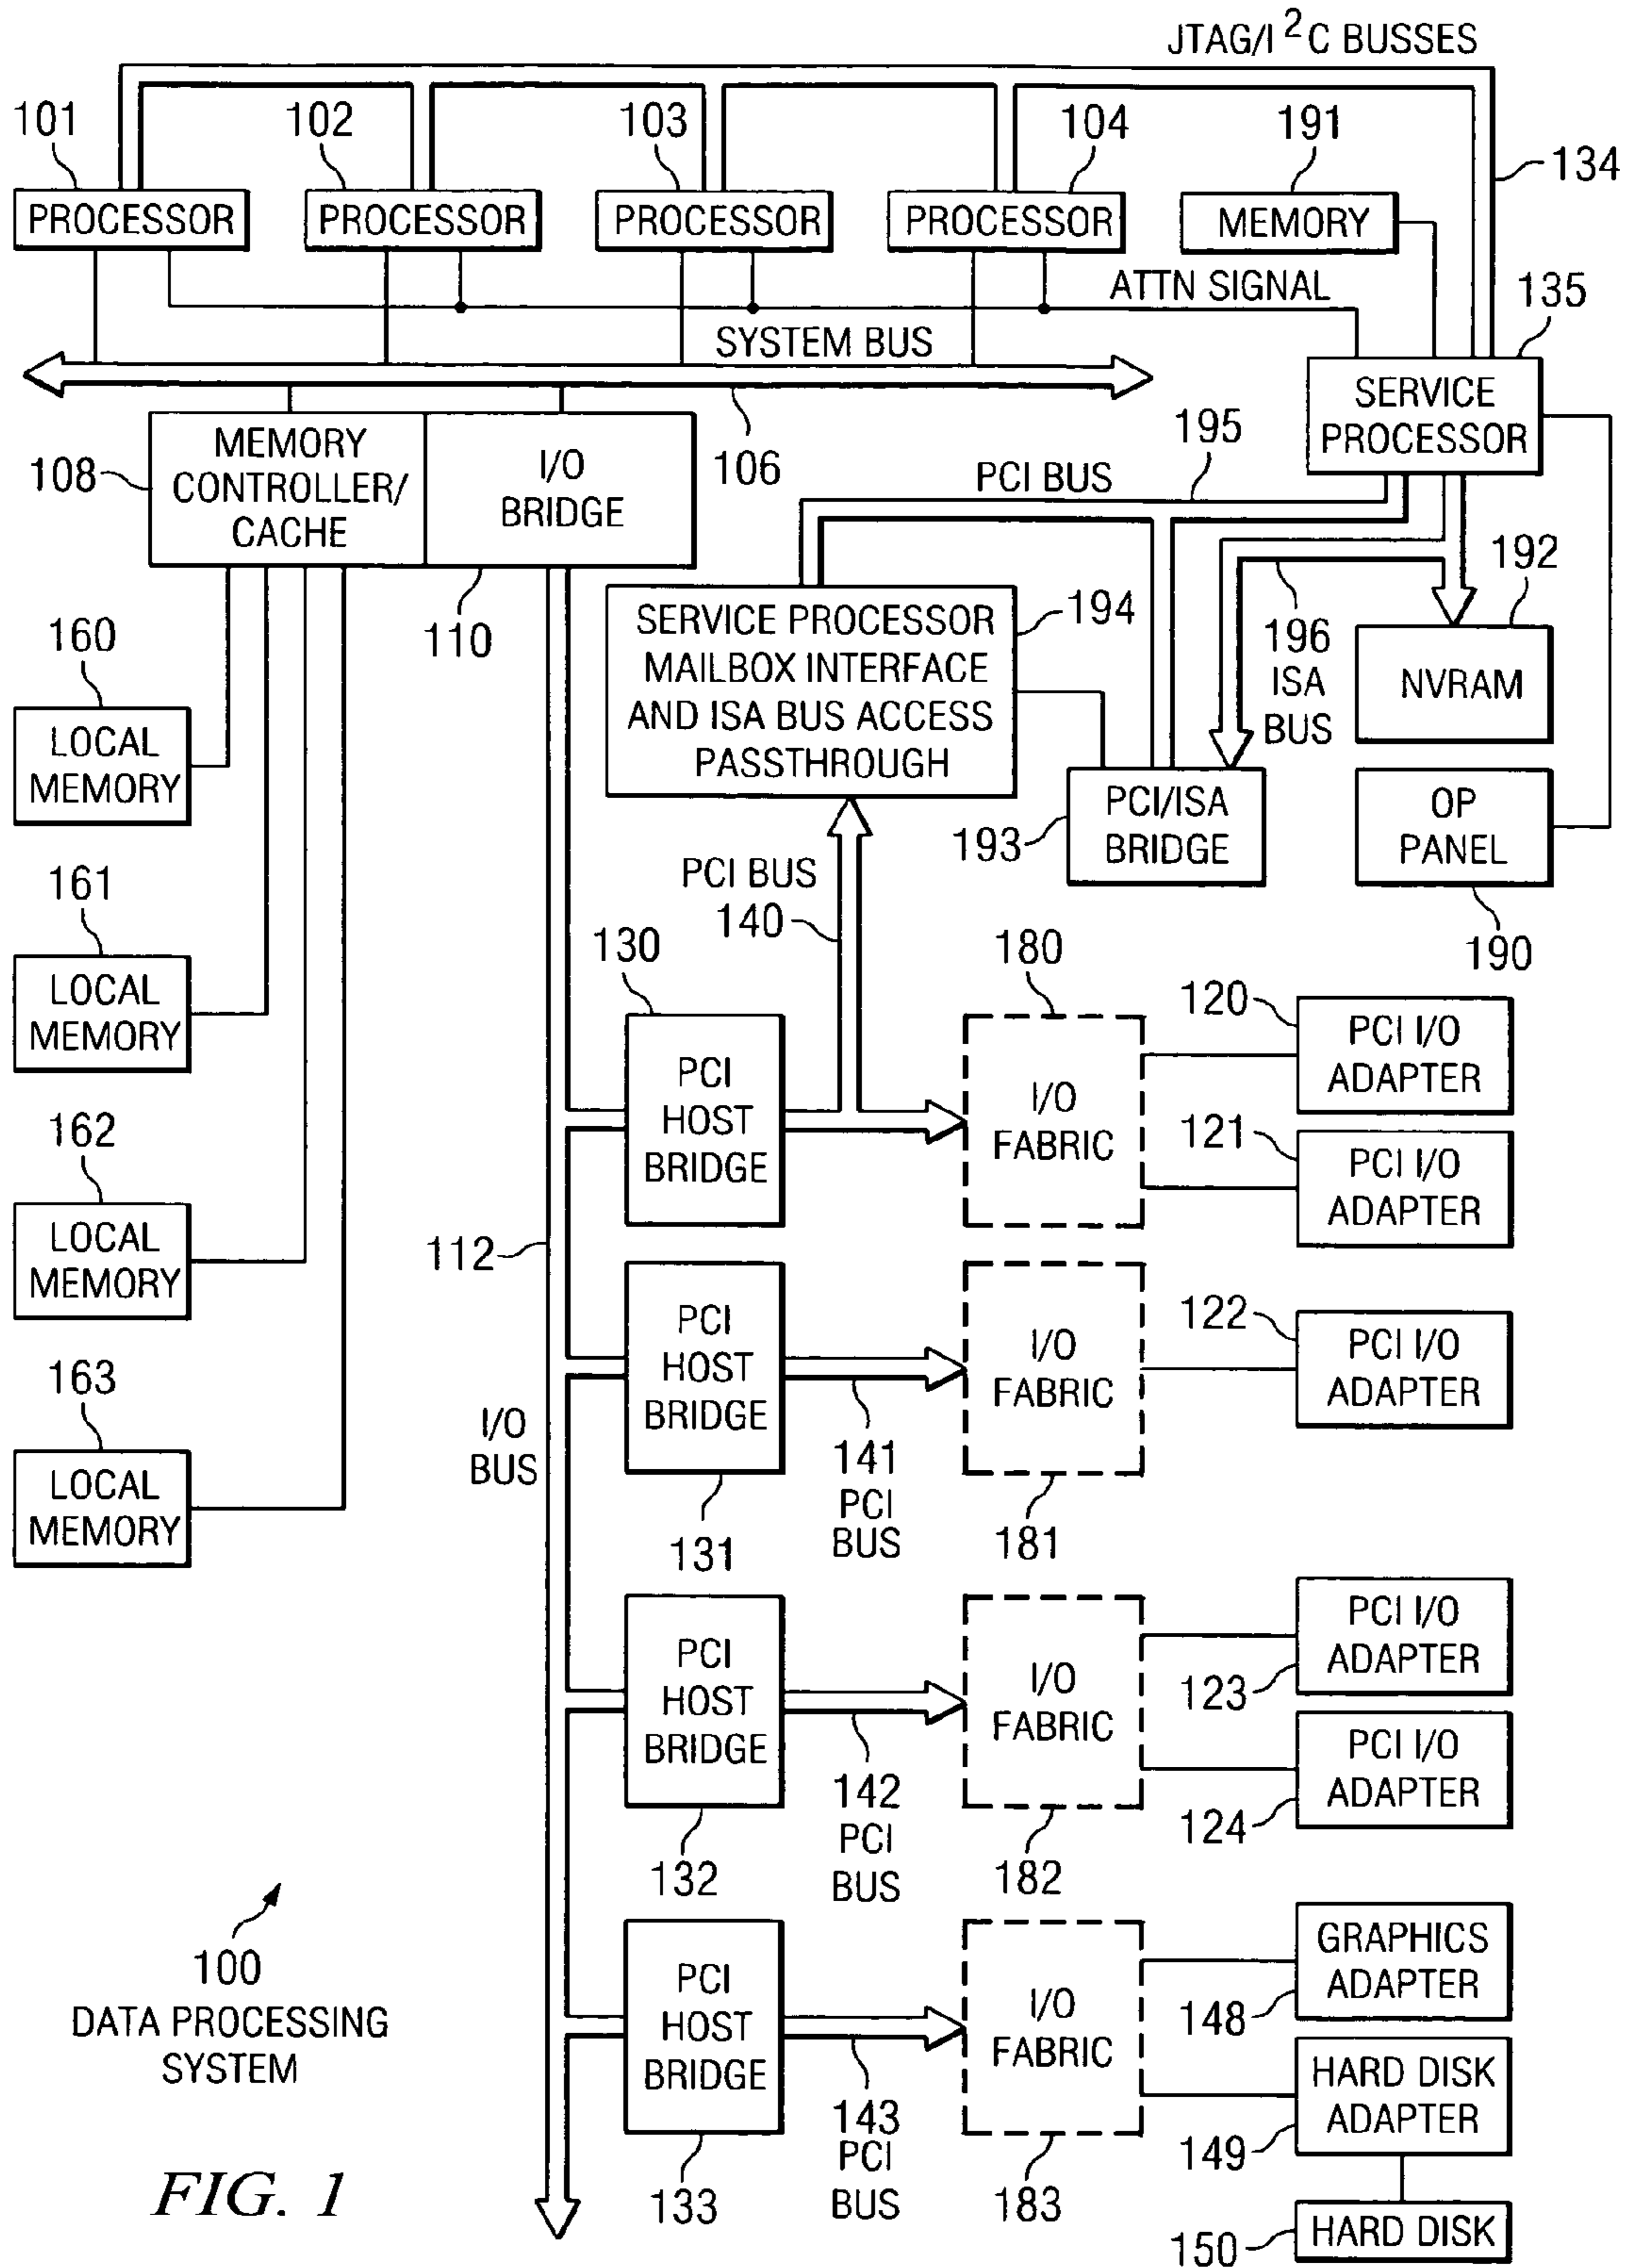 JTAG/I²C BUSSES
101
102
103
104
191
134
PROCESSOR
PROCESSOR
PROCESSOR
PROCESSOR
MEMORY
ATTN SIGNAL
135
SYSTEM BUS
SERVICE
PROCESSOR
108
MEMORY
CONTROLLER/
CACHE
I/O
BRIDGE
106
195
PCI BUS
110
192
194
SERVICE PROCESSOR
MAILBOX INTERFACE
AND ISA BUS ACCESS
PASSTHROUGH
196
ISA
BUS
NVRAM
160
LOCAL
MEMORY
193
PCI/ISA
BRIDGE
OP
PANEL
190
PCI BUS
140
161
LOCAL
MEMORY
130
PCI
HOST
BRIDGE
180
I/O
FABRIC
120
PCI I/O
ADAPTER
121
PCI I/O
ADAPTER
162
LOCAL
MEMORY
112
PCI
HOST
BRIDGE
131
141
PCI
BUS
I/O
FABRIC
181
122
PCI I/O
ADAPTER
163
LOCAL
MEMORY
I/O
BUS
PCI
HOST
BRIDGE
132
142
PCI
BUS
I/O
FABRIC
182
PCI I/O
ADAPTER
123
PCI I/O
ADAPTER
124
100
DATA PROCESSING
SYSTEM
PCI
HOST
BRIDGE
133
143
PCI
BUS
I/O
FABRIC
183
GRAPHICS
ADAPTER
148
HARD DISK
ADAPTER
149
150
HARD DISK
FIG. 1